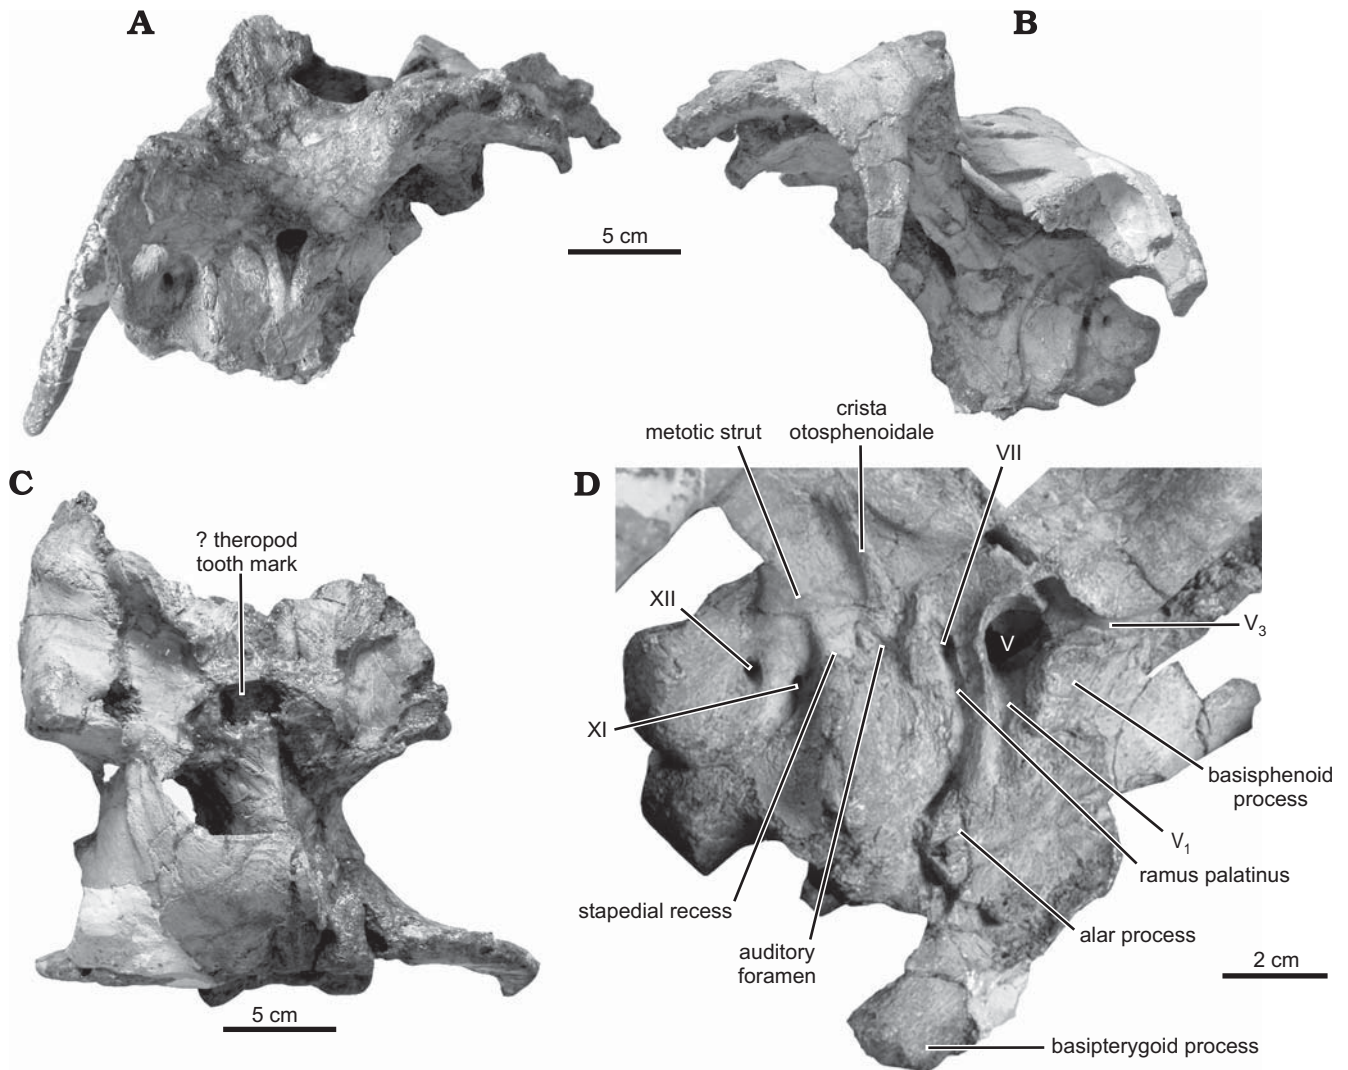 A
B
5 cm
C
? theropod
tooth mark
5 cm
D
metotic strut
crista
otosphenoidale
VII
XII
XI
V
V3
basisphenoid
process
V1
ramus palatinus
alar process
stapedial recess
auditory
foramen
2 cm
basipterygoid process